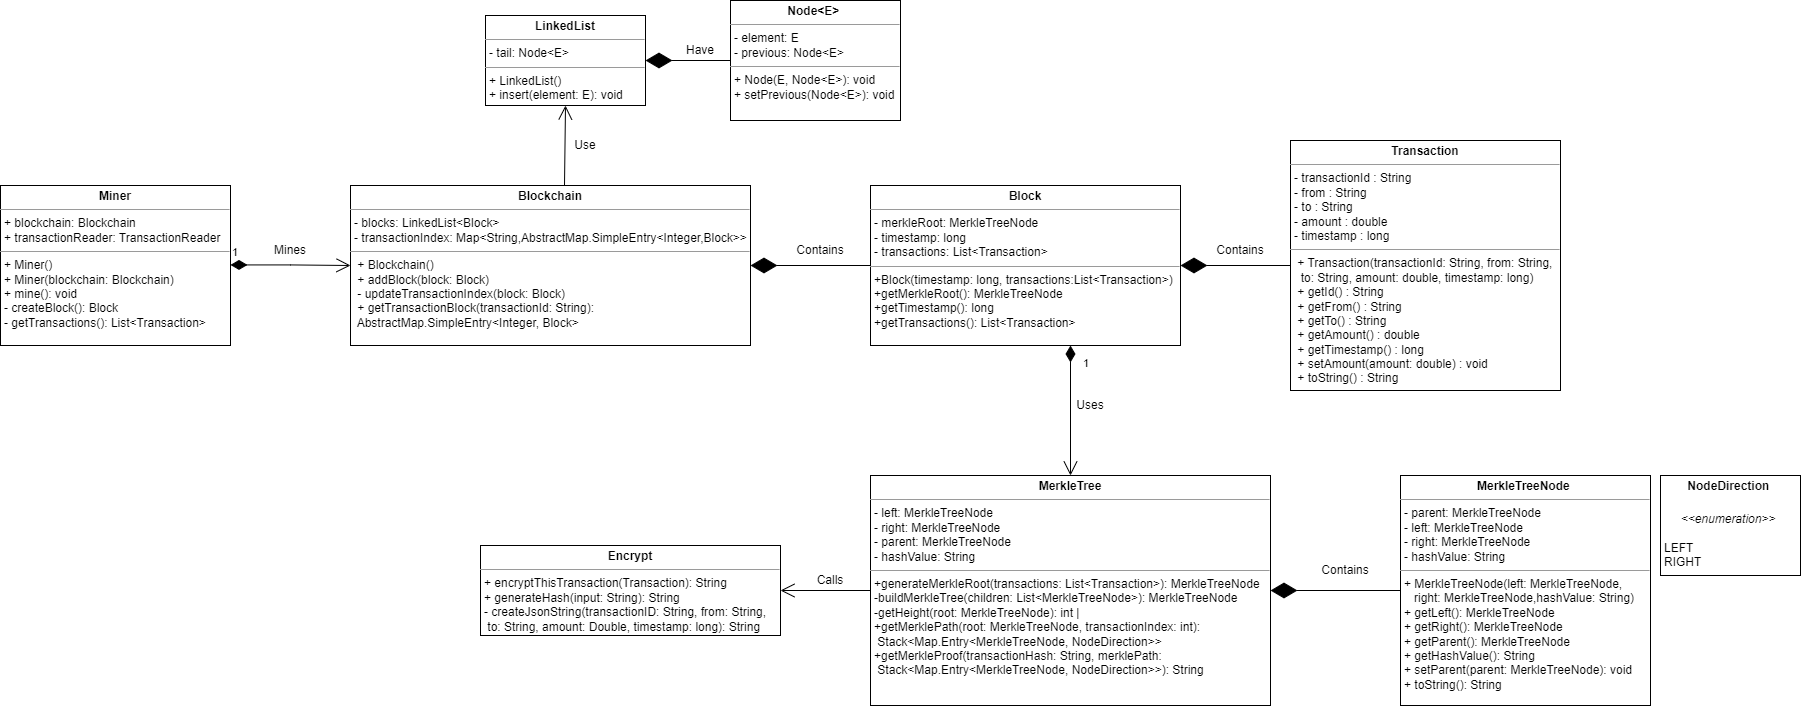 LinkedList
- tail: Node<E>
+ LinkedList()
+ insert(element: E): void
Have
Node<E>
- element: E
- previous: Node<E>
+ Node(E, Node<E>): void
+ setPrevious(Node<E>): void
Use
Miner
+ blockchain: Blockchain
+ transactionReader: TransactionReader
+ Miner()
+ Miner(blockchain: Blockchain)
+ mine(): void
- createBlock(): Block
- getTransactions(): List<Transaction>
1
Mines
Blockchain
- blocks: LinkedList<Block>
- transactionIndex: Map<String,AbstractMap.SimpleEntry<Integer,Block>>
+ Blockchain()
+ addBlock(block: Block)
- updateTransactionIndex(block: Block)
+ getTransactionBlock(transactionId: String):
AbstractMap.SimpleEntry<Integer, Block>
Contains
Block
- merkleRoot: MerkleTreeNode
- timestamp: long
- transactions: List<Transaction>
+Block(timestamp: long, transactions:List<Transaction>)
+getMerkleRoot(): MerkleTreeNode
+getTimestamp(): long
+getTransactions(): List<Transaction>
Contains
Transaction
- transactionId : String
- from : String
- to : String
- amount : double
- timestamp : long
+ Transaction(transactionId: String, from: String,
to: String, amount: double, timestamp: long)
+ getId() : String
+ getFrom() : String
+ getTo() : String
+ getAmount() : double
+ getTimestamp() : long
+ setAmount(amount: double) : void
+ toString() : String
1
Uses
Encrypt
+ encryptThisTransaction(Transaction): String
+ generateHash(input: String): String
- createJsonString(transactionID: String, from: String,
to: String, amount: Double, timestamp: long): String
Calls
MerkleTree
- left: MerkleTreeNode
- right: MerkleTreeNode
- parent: MerkleTreeNode
- hashValue: String
+generateMerkleRoot(transactions: List<Transaction>): MerkleTreeNode
-buildMerkleTree(children: List<MerkleTreeNode>): MerkleTreeNode
-getHeight(root: MerkleTreeNode): int |
+getMerklePath(root: MerkleTreeNode, transactionIndex: int):
Stack<Map.Entry<MerkleTreeNode, NodeDirection>>
+getMerkleProof(transactionHash: String, merklePath:
Stack<Map.Entry<MerkleTreeNode, NodeDirection>>): String
Contains
MerkleTreeNode
- parent: MerkleTreeNode
- left: MerkleTreeNode
- right: MerkleTreeNode
- hashValue: String
+ MerkleTreeNode(left: MerkleTreeNode,
right: MerkleTreeNode,hashValue: String)
+ getLeft(): MerkleTreeNode
+ getRight(): MerkleTreeNode
+ getParent(): MerkleTreeNode
+ getHashValue(): String
+ setParent(parent: MerkleTreeNode): void
+ toString(): String
NodeDirection
<<enumeration>>
LEFT
RIGHT